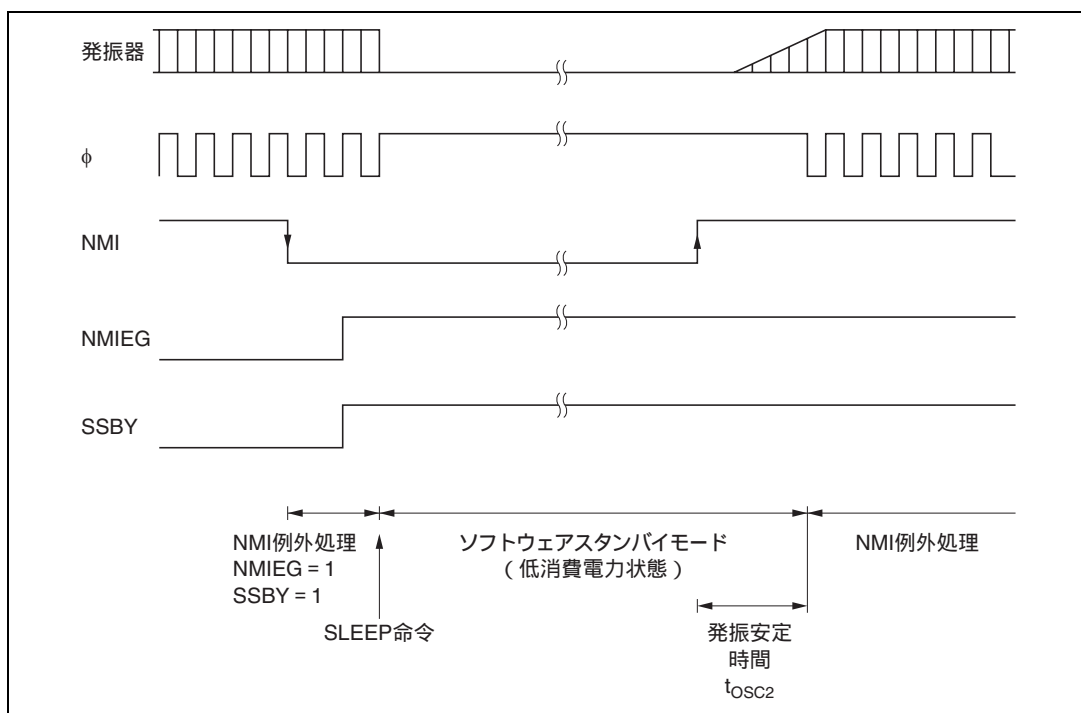 発振器
φ
NMI
NMIEG
SSBY
NMI例外処理
NMIEG = 1
SSBY = 1
SLEEP命令
ソフトウェアスタンバイモード
（低消費電力状態）
発振安定
時間
tOSC2
NMI例外処理